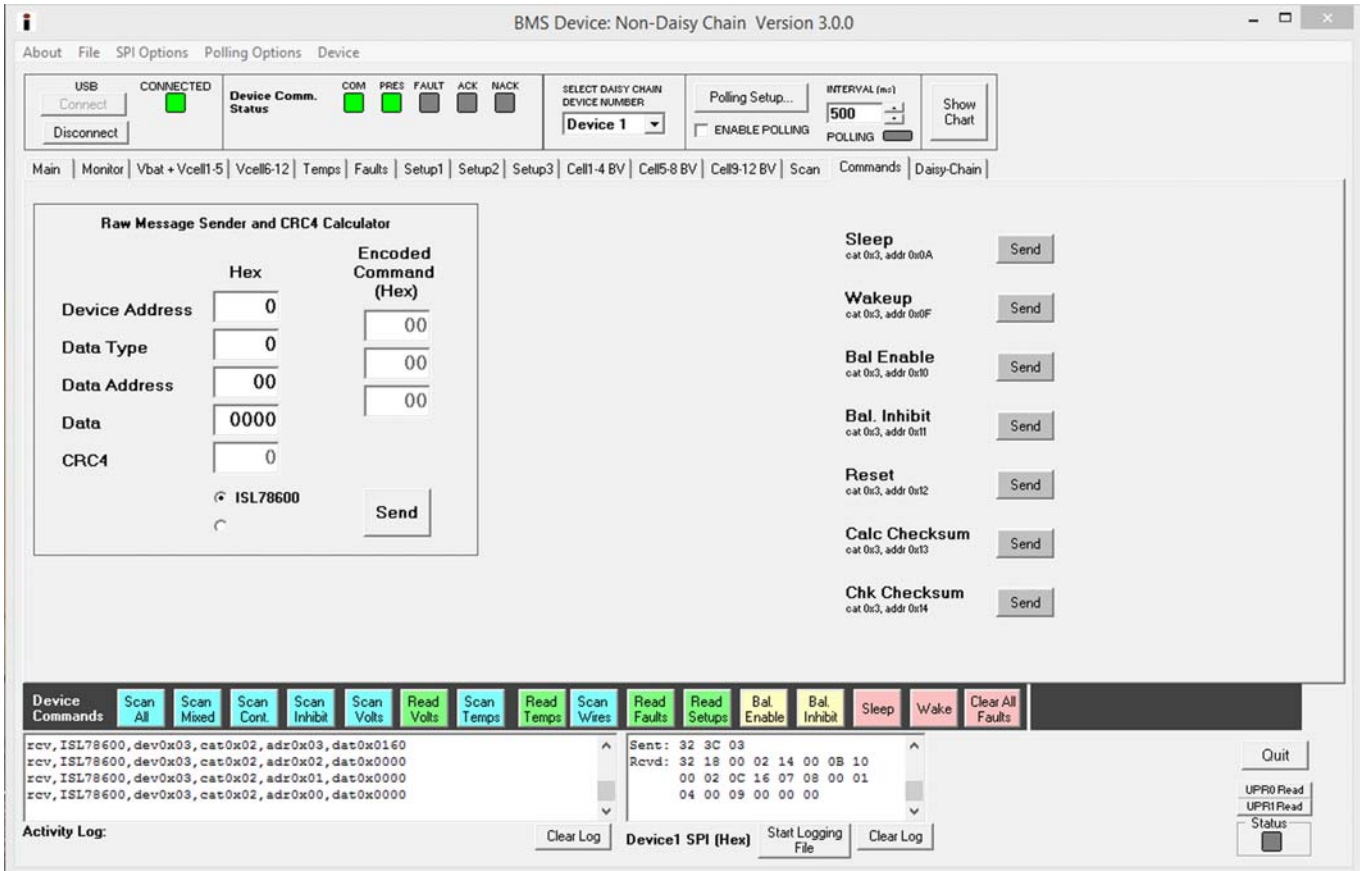 BMS Device: Non-Daisy Chain Version 3.0.0
About File SPI Options Polling Options Device
USB
Connect
Disconnect
CONNECTED
Device Comm.
Status
COM PRES FAULT ACK NACK
SELECT DAISY CHAIN
DEVICE NUMBER
Device 1
Polling Setup...
ENABLE POLLING
INTERVAL (ms)
500
POLLING
Show
Chart
Main Monitor Vbat + Vcell1-5 Vcell6-12 Temps Faults Setup1 Setup2 Setup3 Cell1-4 BV Cell5-8 BV Cell9-12 BV Scan Commands Daisy-Chain
Raw Message Sender and CRC4 Calculator
Hex
Encoded
Command
(Hex)
Device Address 0
00
Data Type 0
00
Data Address 00
00
Data 0000
CRC4 0
ISL78600
Send
Sleep
cat 0x3, addr 0x0A
Send
Wakeup
cat 0x3, addr 0x0F
Send
Bal Enable
cat 0x3, addr 0x10
Send
Bal. Inhibit
cat 0x3, addr 0x11
Send
Reset
cat 0x3, addr 0x12
Send
Calc Checksum
cat 0x3, addr 0x13
Send
Chk Checksum
cat 0x3, addr 0x14
Send
Device
Commands
Scan
All
Scan
Mixed
Scan
Cont.
Scan
Inhibit
Scan
Volts
Read
Volts
Scan
Temps
Read
Temps
Scan
Wires
Read
Faults
Read
Setups
Bal.
Enable
Bal.
Inhibit
Sleep
Wake
Clear All
Faults
rcv,ISL78600,dev0x03,cat0x02,adr0x03,dat0x0160
rcv,ISL78600,dev0x03,cat0x02,adr0x02,dat0x0000
rcv,ISL78600,dev0x03,cat0x02,adr0x01,dat0x0000
rcv,ISL78600,dev0x03,cat0x02,adr0x00,dat0x0000
Sent: 32 3C 03
Rcvd: 32 18 00 02 14 00 0B 10
00 02 0C 16 07 08 00 01
04 00 09 00 00 00
Quit
UPR0 Read
UPR1 Read
Status
Activity Log:
Clear Log
Device1 SPI (Hex)
Start Logging
File
Clear Log